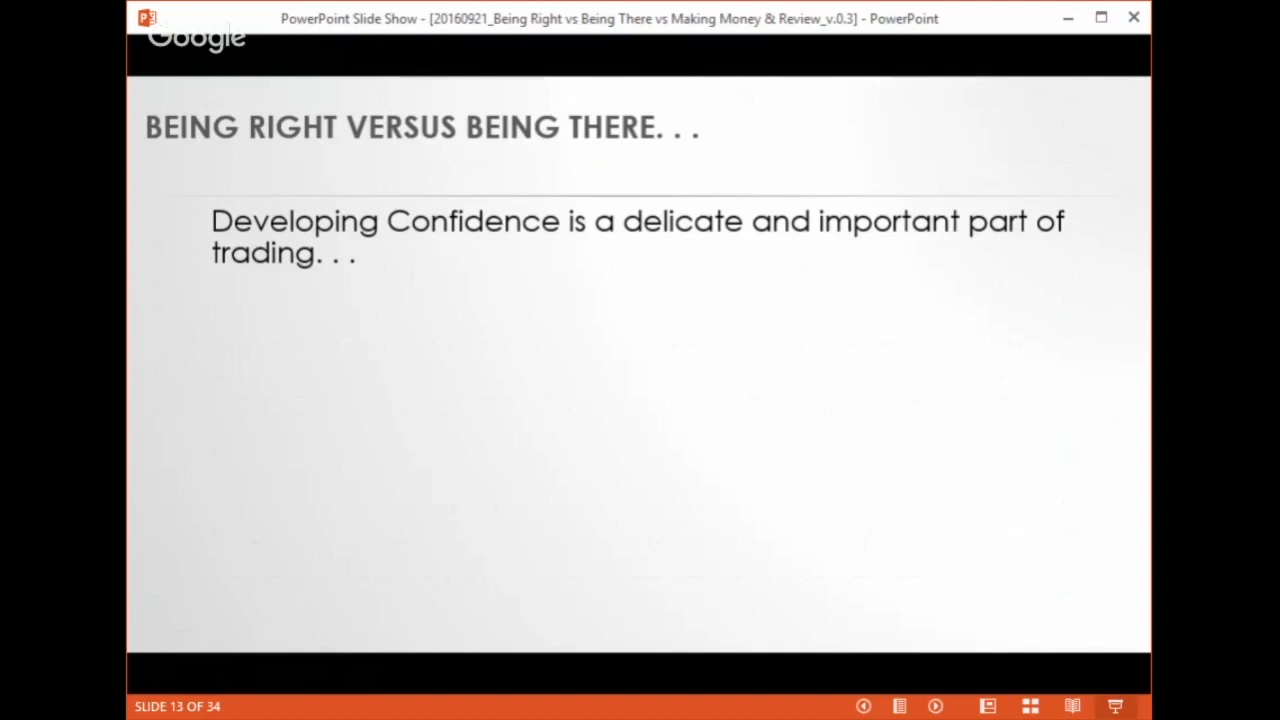 PowerPoint Slide Show - [20160921_Being Right vs Being There vs Making Money & Review_v.0.3] - PowerPoint
Google
BEING RIGHT VERSUS BEING THERE. . .
Developing Confidence is a delicate and important part of
trading. . .
SLIDE 13 OF 34